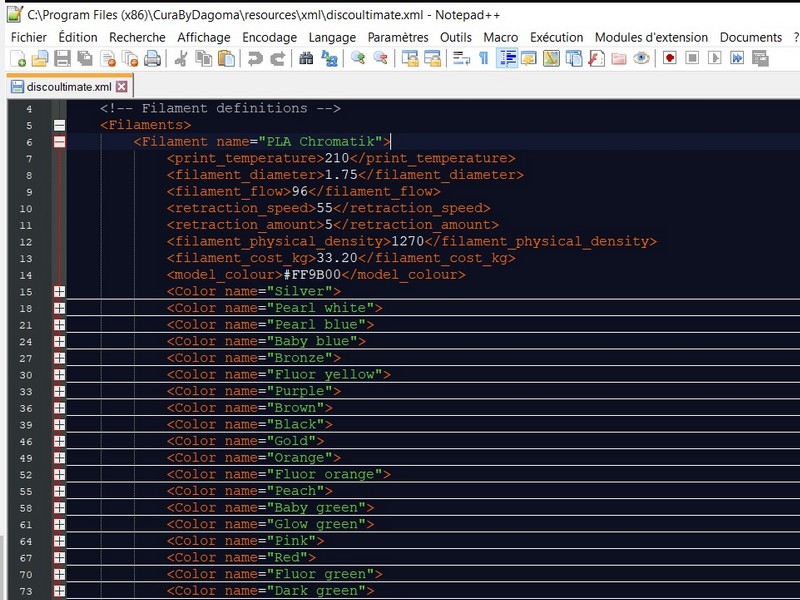 C:\Program Files (x86)\CuraByDagoma\resources\xml\discoultimate.xml - Notepad++
Fichier Édition Recherche Affichage Encodage Langage Paramètres Outils Macro Exécution Modules d'extension Documents ?
discoultimate.xml
4 <!-- Filament definitions -->
5 <Filaments>
6 <Filament name="PLA Chromatik">
7 <print_temperature>210</print_temperature>
8 <filament_diameter>1.75</filament_diameter>
9 <filament_flow>96</filament_flow>
10 <retraction_speed>55</retraction_speed>
11 <retraction_amount>5</retraction_amount>
12 <filament_physical_density>1270</filament_physical_density>
13 <filament_cost_kg>33.20</filament_cost_kg>
14 <model_colour>#FF9B00</model_colour>
15 <Color name="Silver">
18 <Color name="Pearl white">
21 <Color name="Pearl blue">
24 <Color name="Baby blue">
27 <Color name="Bronze">
30 <Color name="Fluor yellow">
33 <Color name="Purple">
36 <Color name="Brown">
39 <Color name="Black">
46 <Color name="Gold">
49 <Color name="Orange">
52 <Color name="Fluor orange">
55 <Color name="Peach">
58 <Color name="Baby green">
61 <Color name="Glow green">
64 <Color name="Pink">
67 <Color name="Red">
70 <Color name="Fluor green">
73 <Color name="Dark green">